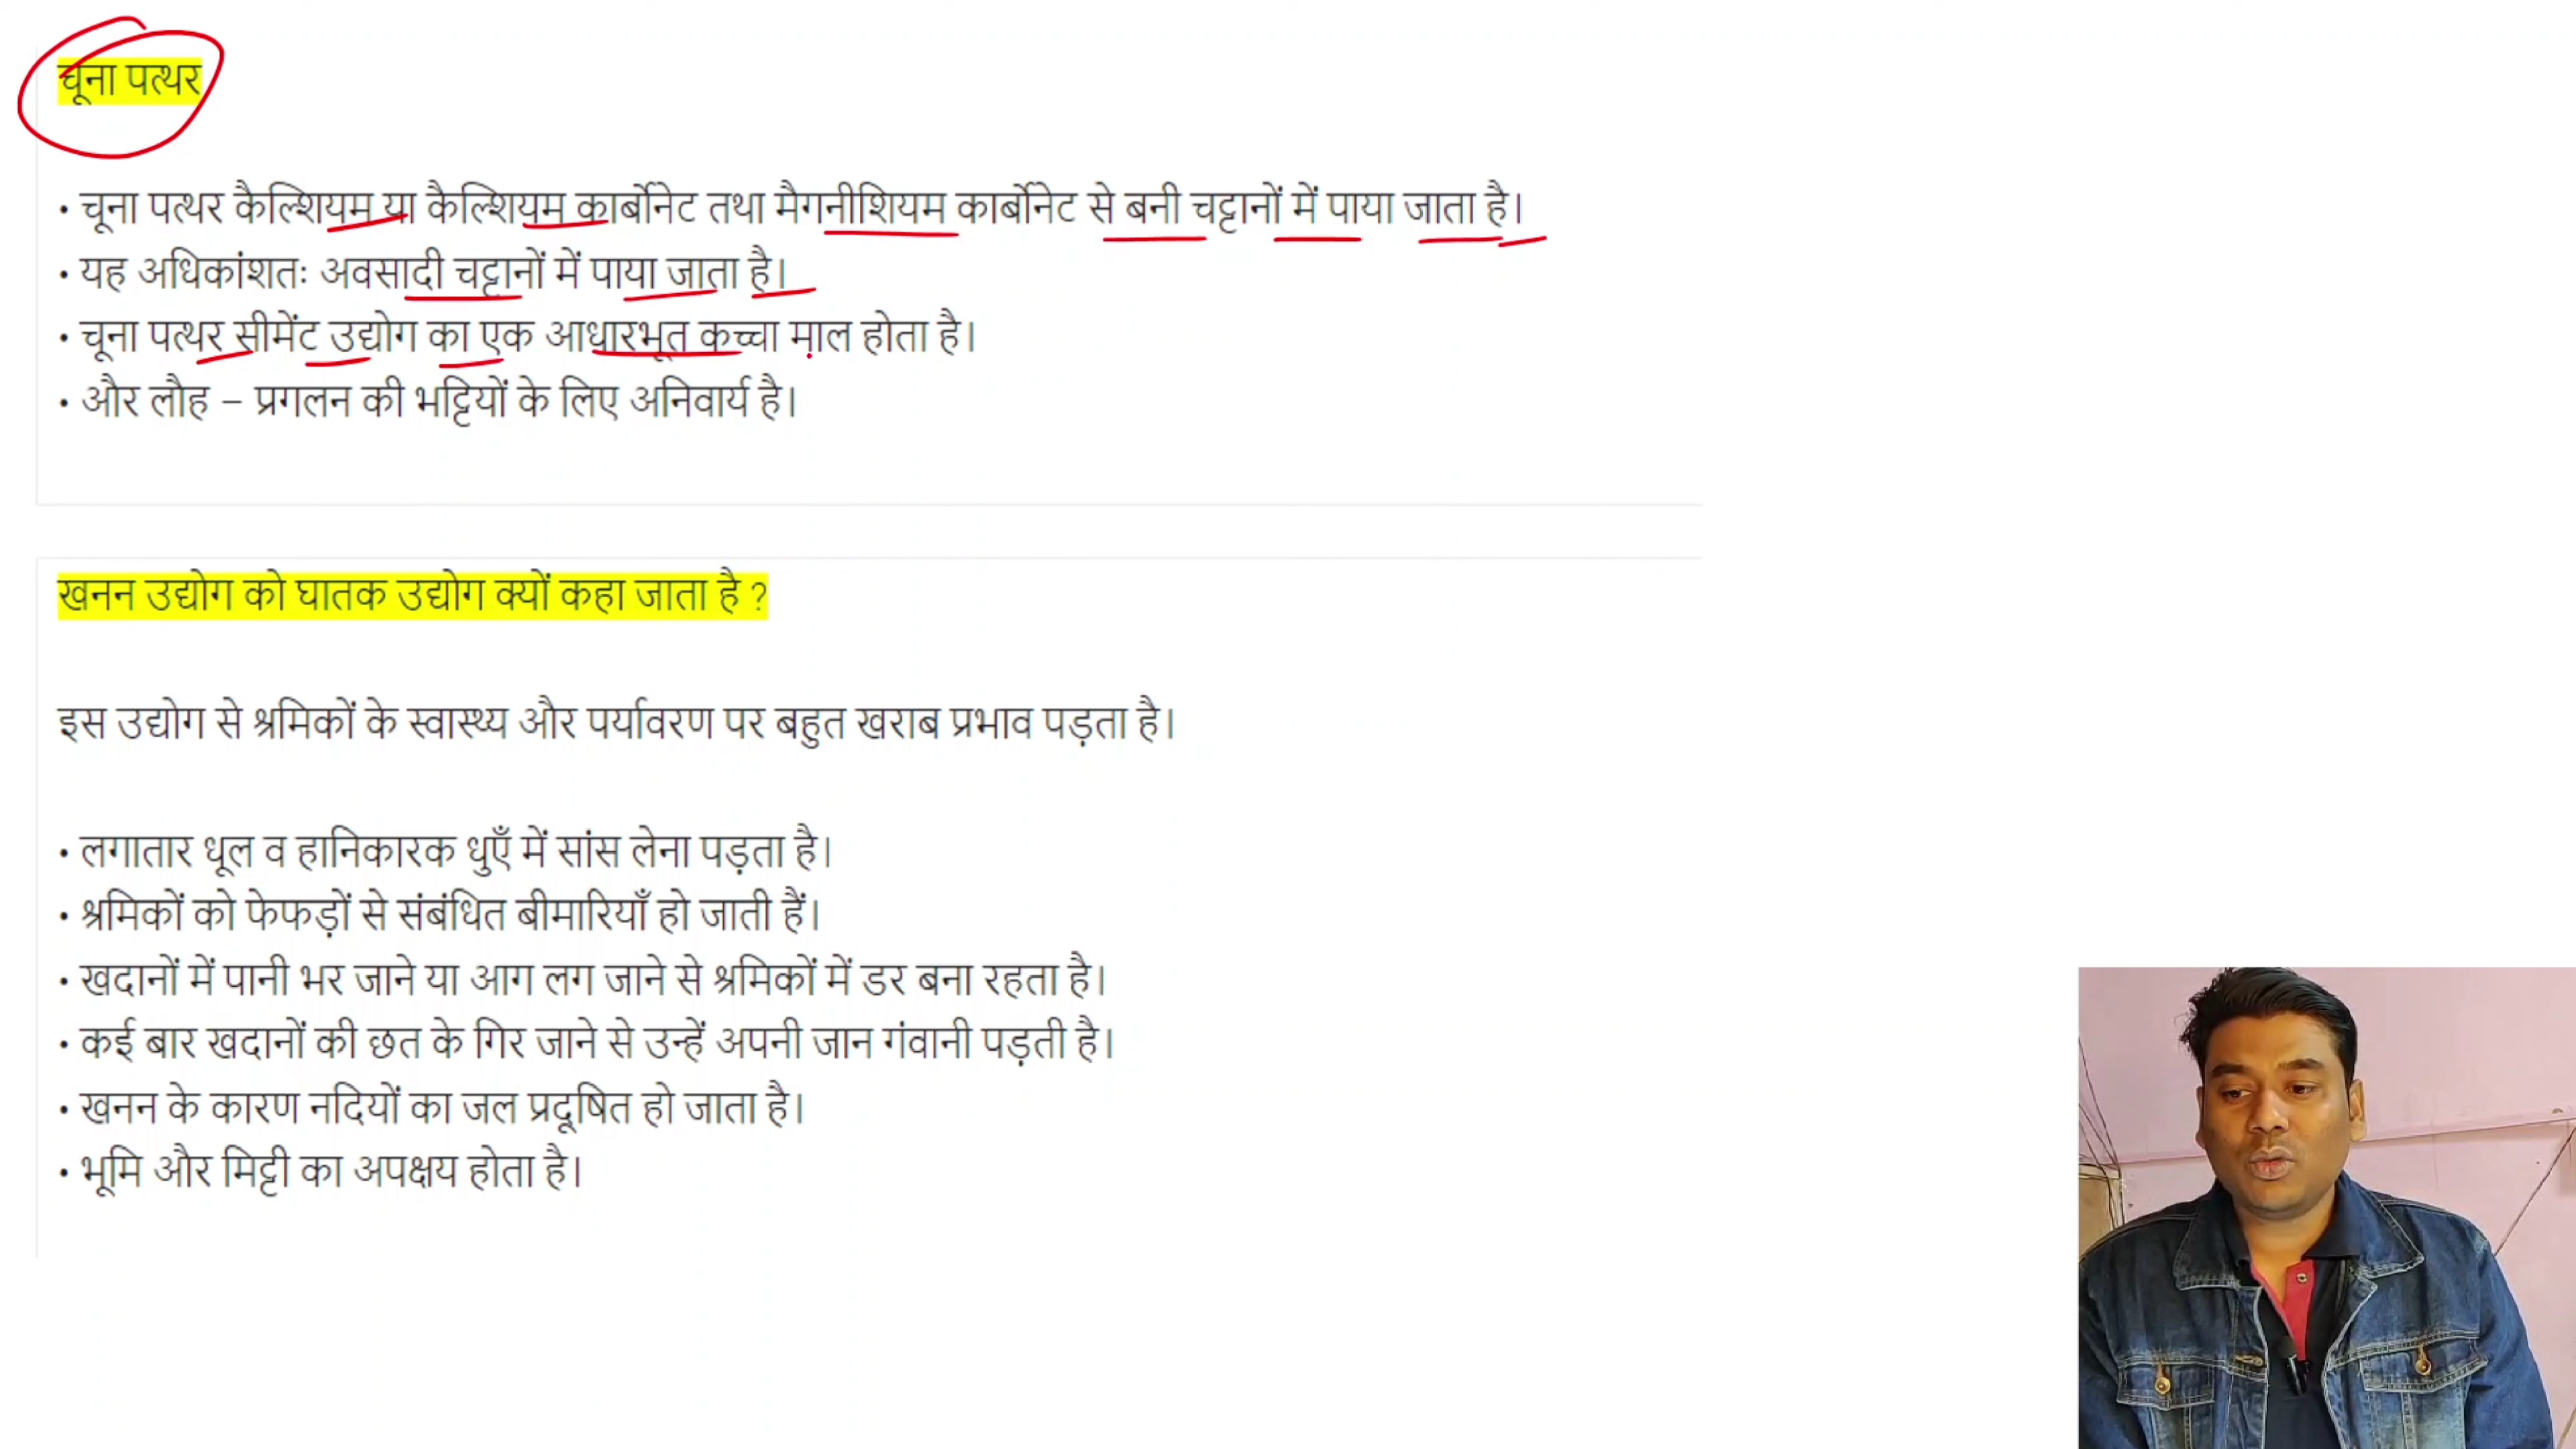 चूना पत्थर
• चूना पत्थर कैल्शियम या कैल्शियम कार्बोनेट तथा मैगनीशियम कार्बोनेट से बनी चट्टानों में पाया जाता है।
• यह अधिकांशतः अवसादी चट्टानों में पाया जाता है।
• चूना पत्थर सीमेंट उद्योग का एक आधारभूत कच्चा माल होता है।
• और लौह – प्रगलन की भट्टियों के लिए अनिवार्य है।
खनन उद्योग को घातक उद्योग क्यों कहा जाता है ?
इस उद्योग से श्रमिकों के स्वास्थ्य और पर्यावरण पर बहुत खराब प्रभाव पड़ता है।
• लगातार धूल व हानिकारक धुएँ में सांस लेना पड़ता है।
• श्रमिकों को फेफड़ों से संबंधित बीमारियाँ हो जाती हैं।
• खदानों में पानी भर जाने या आग लग जाने से श्रमिकों में डर बना रहता है।
• कई बार खदानों की छत के गिर जाने से उन्हें अपनी जान गंवानी पड़ती है।
• खनन के कारण नदियों का जल प्रदूषित हो जाता है।
• भूमि और मिट्टी का अपक्षय होता है।